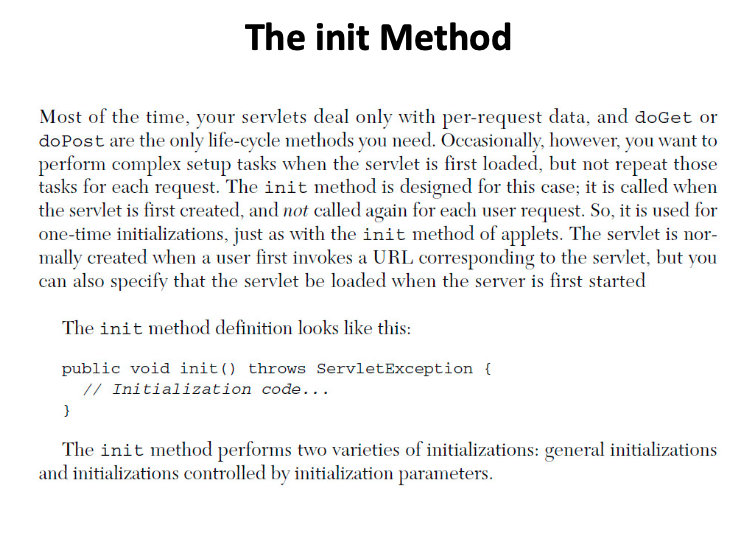 The init Method
Most of the time, your servlets deal only with per-request data, and doGet or
doPost are the only life-cycle methods you need. Occasionally, however, you want to
perform complex setup tasks when the servlet is first loaded, but not repeat those
tasks for each request. The init method is designed for this case; it is called when
the servlet is first created, and not called again for each user request. So, it is used for
one-time initializations, just as with the init method of applets. The servlet is nor-
mally created when a user first invokes a URL corresponding to the servlet, but you
can also specify that the servlet be loaded when the server is first started
The init method definition looks like this:
public void init() throws ServletException {
// Initialization code...
}
The init method performs two varieties of initializations: general initializations
and initializations controlled by initialization parameters.